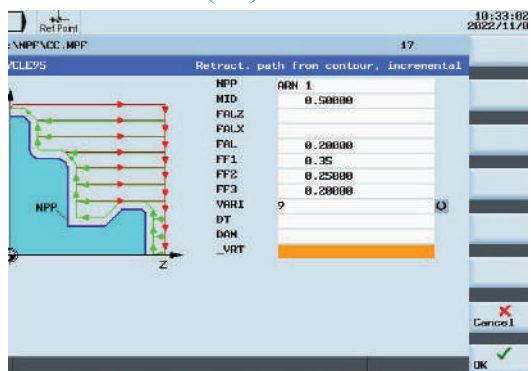 Ref Point
10:33:02
2022/11/0
:\MPF\CC.MPF 17
YCLE95 Retract. path from contour, incremental
NPP ARN 1
MID 0.50000
FALZ
FALX
FAL 0.20000
FF1 0.35
FF2 0.25000
FF3 0.20000
VARI 9
DT
DAM
_VRT
NPP
Z
Cancel
OK